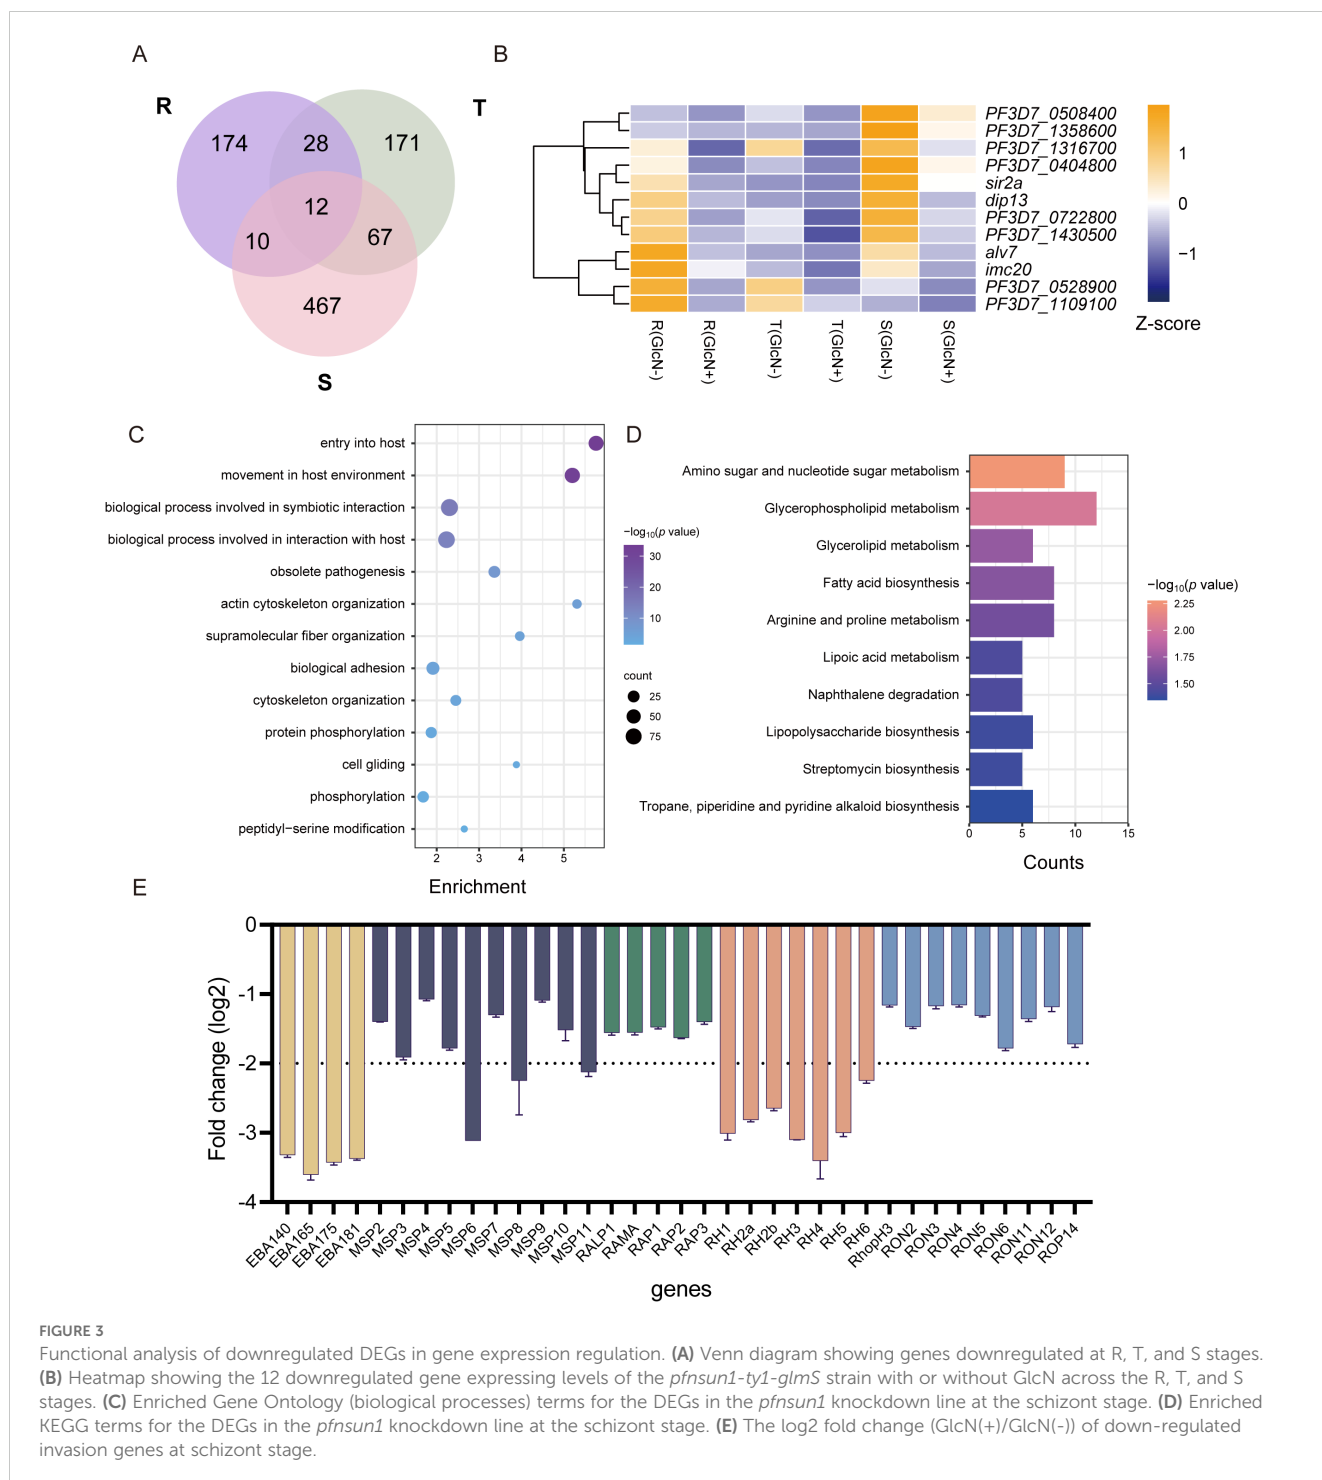 A
B
R
T
174
28
171
12
10
67
467
S
PF3D7_0508400
PF3D7_1358600
PF3D7_1316700
PF3D7_0404800
sir2a
dip13
PF3D7_0722800
PF3D7_1430500
alv7
imc20
PF3D7_0528900
PF3D7_1109100
R(GlcN-)
R(GlcN+)
T(GlcN-)
T(GlcN+)
S(GlcN-)
S(GlcN+)
1
0
−1
Z-score
C
entry into host
movement in host environment
biological process involved in symbiotic interaction
biological process involved in interaction with host
obsolete pathogenesis
actin cytoskeleton organization
supramolecular fiber organization
biological adhesion
cytoskeleton organization
protein phosphorylation
cell gliding
phosphorylation
peptidyl−serine modification
2 3 4 5
Enrichment
−log10(p value)
30
20
10
count
25
50
75
D
Amino sugar and nucleotide sugar metabolism
Glycerophospholipid metabolism
Glycerolipid metabolism
Fatty acid biosynthesis
Arginine and proline metabolism
Lipoic acid metabolism
Naphthalene degradation
Lipopolysaccharide biosynthesis
Streptomycin biosynthesis
Tropane, piperidine and pyridine alkaloid biosynthesis
0 5 10 15
Counts
−log10(p value)
2.25
2.00
1.75
1.50
E
Fold change (log2)
0
-1
-2
-3
-4
EBA140
EBA165
EBA175
EBA181
MSP2
MSP3
MSP4
MSP5
MSP6
MSP7
MSP8
MSP9
MSP10
MSP11
RALP1
RAMA
RAP1
RAP2
RAP3
RH1
RH2a
RH2b
RH3
RH4
RH5
RH6
RhopH3
RON2
RON3
RON4
RON5
RON6
RON11
RON12
ROP14
genes
FIGURE 3
Functional analysis of downregulated DEGs in gene expression regulation. (A) Venn diagram showing genes downregulated at R, T, and S stages.
(B) Heatmap showing the 12 downregulated gene expressing levels of the pfnsun1-ty1-glmS strain with or without GlcN across the R, T, and S
stages. (C) Enriched Gene Ontology (biological processes) terms for the DEGs in the pfnsun1 knockdown line at the schizont stage. (D) Enriched
KEGG terms for the DEGs in the pfnsun1 knockdown line at the schizont stage. (E) The log2 fold change (GlcN(+)/GlcN(-)) of down-regulated
invasion genes at schizont stage.